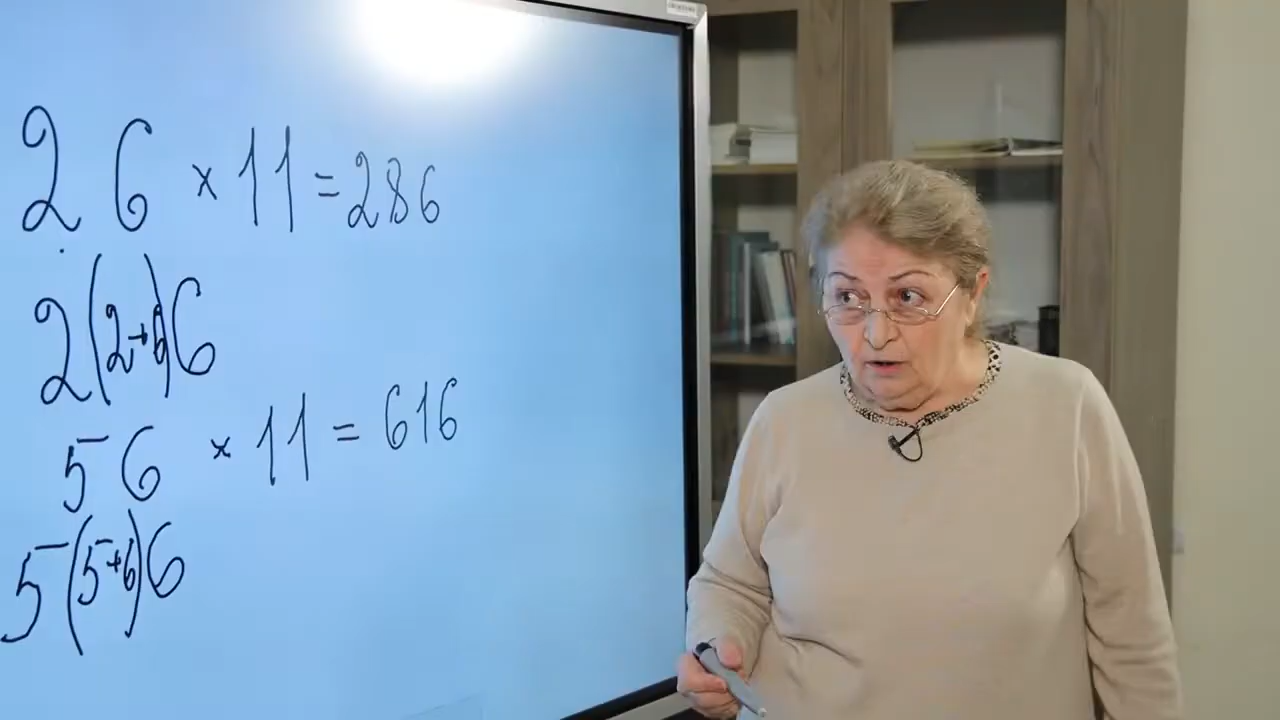 26 × 11 = 286
2(2+6)6
56 × 11 = 616
5(5+6)6